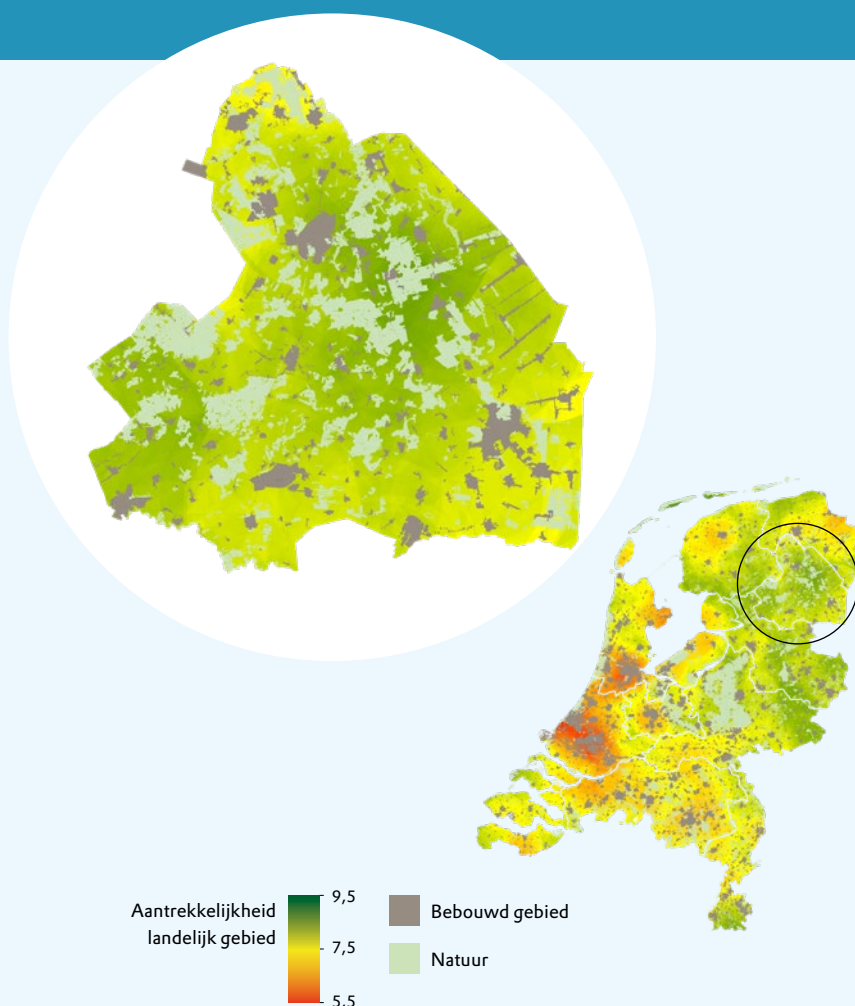 Aantrekkelijkheid
landelijk gebied
9,5
7,5
5,5
Bebouwd gebied
Natuur